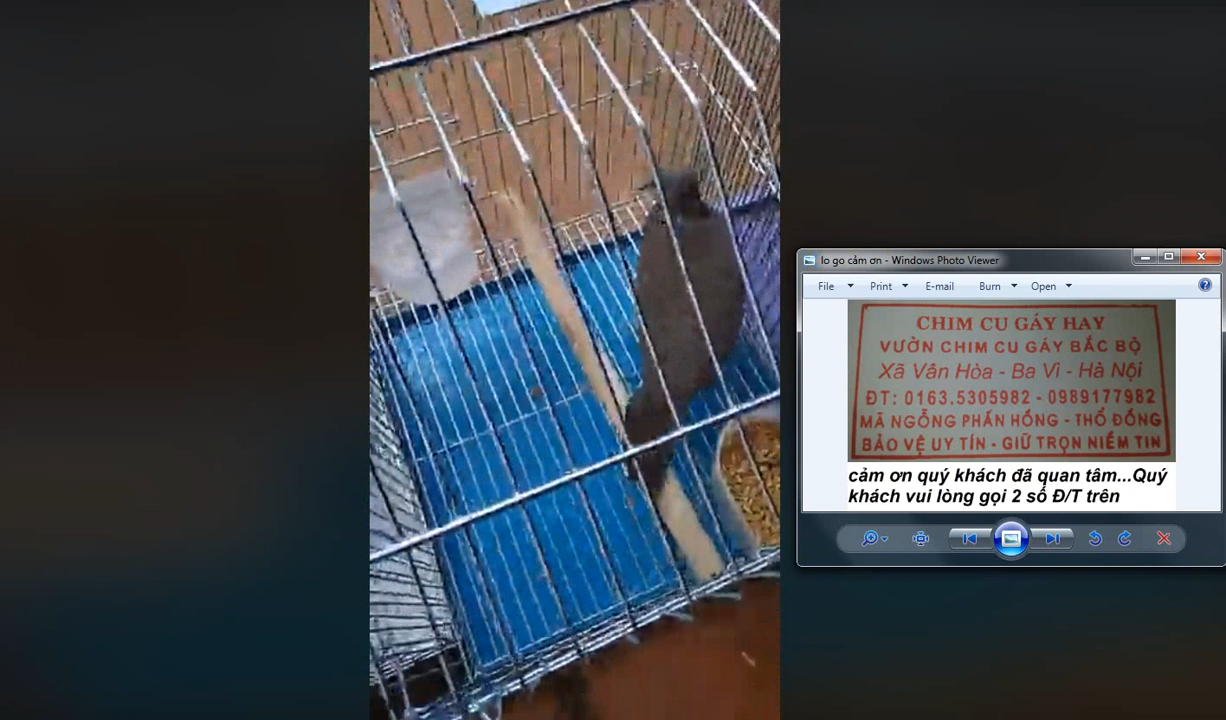 lo go cảm ơn - Windows Photo Viewer
File Print E-mail Burn Open
CHIM CU GÁY HAY
VƯỜN CHIM CU GÁY BẮC BỘ
Xã Vân Hòa - Ba Vì - Hà Nội
ĐT: 0163.5305982 - 0989177982
MÃ NGỖNG PHẤN HỒNG - THỔ ĐỒNG
BẢO VỆ UY TÍN - GIỮ TRỌN NIỀM TIN
cảm ơn quý khách đã quan tâm...Quý
khách vui lòng gọi 2 số Đ/T trên